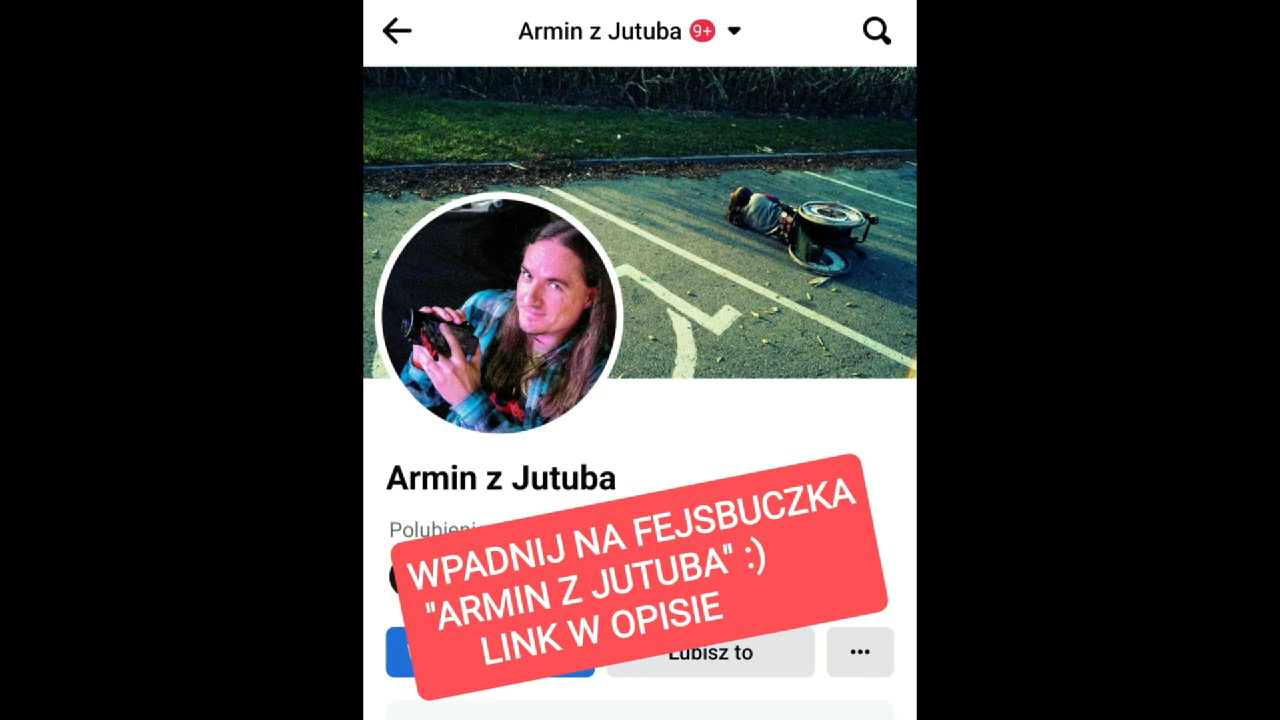 Armin z Jutuba 9+
Armin z Jutuba
WPADNIJ NA FEJSBUCZKA
"ARMIN Z JUTUBA" :)
LINK W OPISIE
Lubisz to